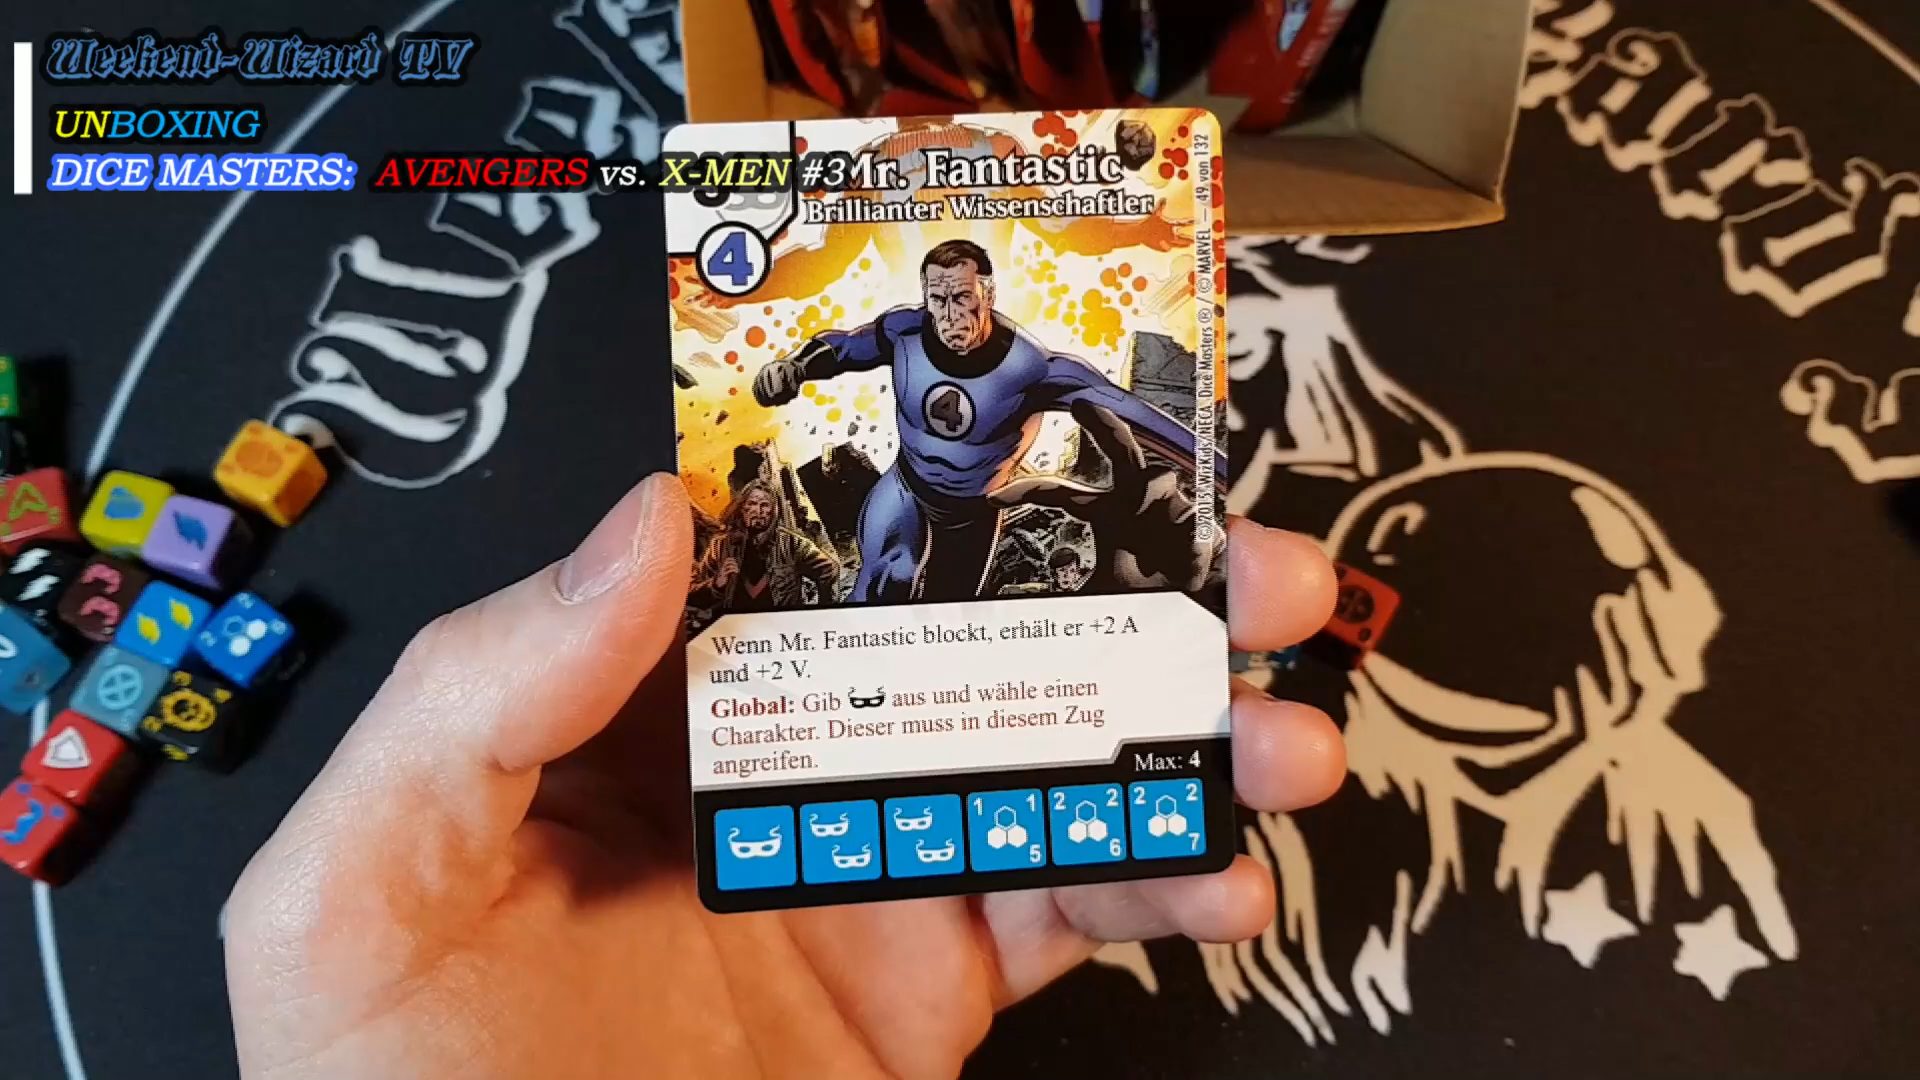 Weekend-Wizard TV
UNBOXING
DICE MASTERS: AVENGERS vs. X-MEN #3
Mr. Fantastic
Brillianter Wissenschaftler
4
4
Wenn Mr. Fantastic blockt, erhält er +2 A
und +2 V.
Global: Gib aus und wähle einen
Charakter. Dieser muss in diesem Zug
angreifen.
Max: 4
1 1 5
2 2 6
2 2 7
©2015 WizKids/NECA. Dice Masters ® / © MARVEL — 49 von 132